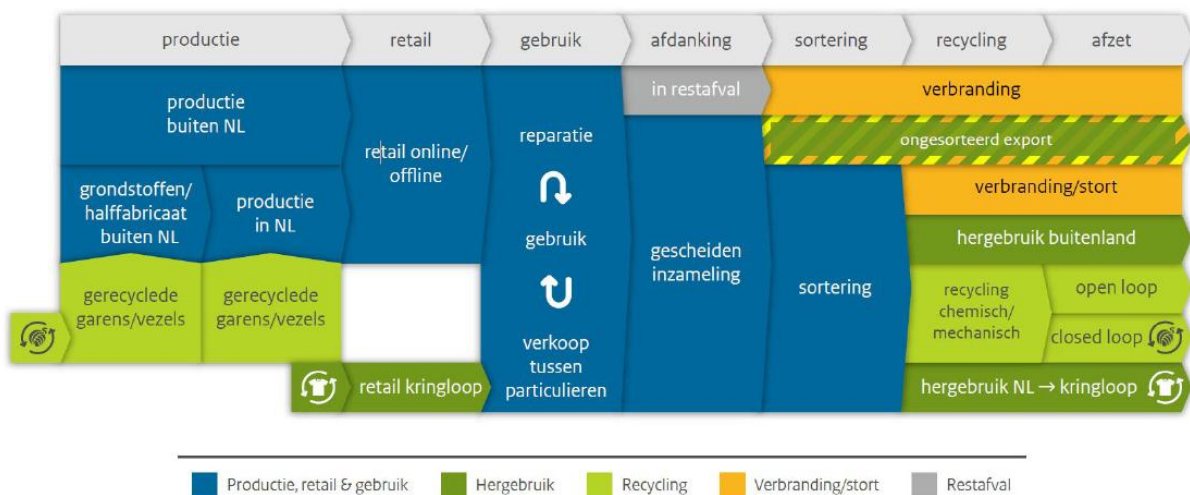 productie
retail
gebruik
afdanking
sortering
recycling
afzet
productie
buiten NL
retail online/
offline
reparatie
in restafval
verbranding
ongesorteerd export
grondstoffen/
halffabricaat
buiten NL
productie
in NL
gebruik
gescheiden
inzameling
sortering
verbranding/stort
hergebruik buitenland
gerecyclede
garens/vezels
gerecyclede
garens/vezels
verkoop
tussen
particulieren
recycling
chemisch/
mechanisch
open loop
closed loop
retail kringloop
hergebruik NL → kringloop
Productie, retail & gebruik
Hergebruik
Recycling
Verbranding/stort
Restafval